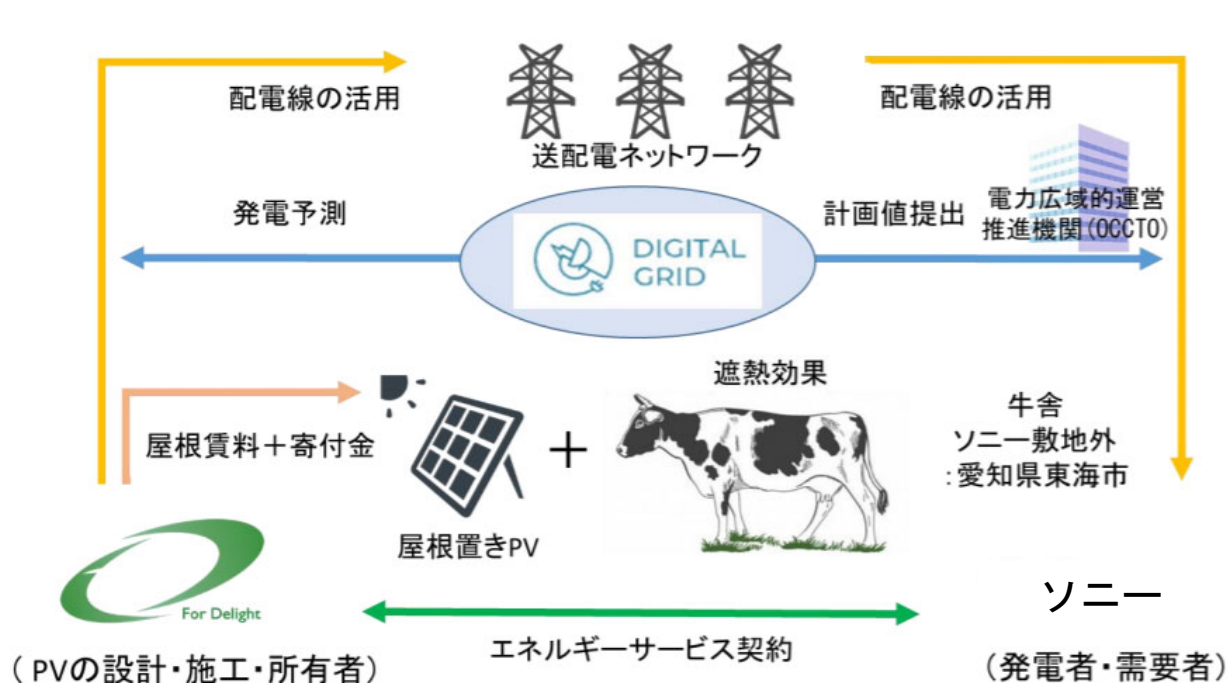 配電線の活用
配電線の活用
送配電ネットワーク
発電予測
計画値提出
電力広域的運営
推進機関(OCCTO)
DIGITAL
GRID
遮熱効果
屋根賃料＋寄付金
＋
牛舎
ソニー敷地外
：愛知県東海市
屋根置きPV
For Delight
ソニー
エネルギーサービス契約
（PVの設計・施工・所有者）
（発電者・需要者）